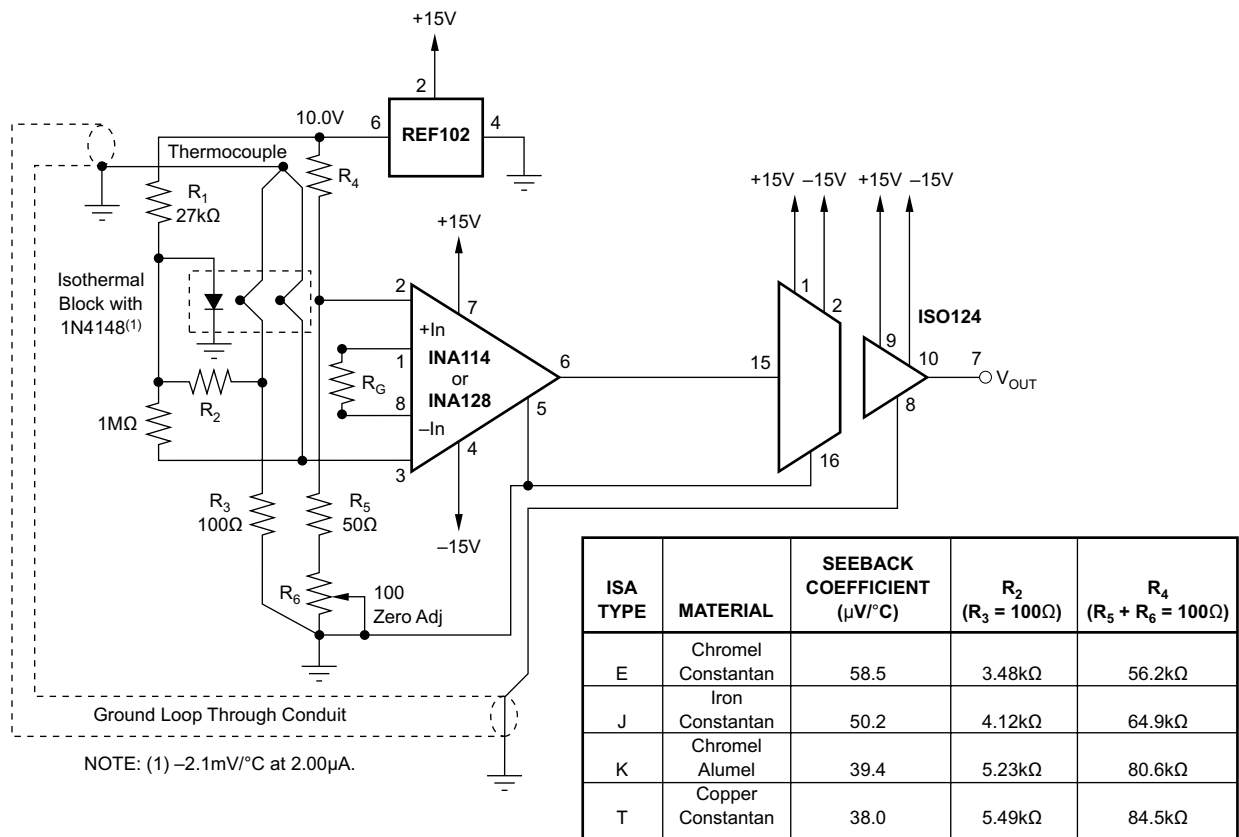 +15V
2
10.0V
6
REF102
4
Thermocouple
R4
R1
27kΩ
+15V
+15V
–15V
+15V
–15V
Isothermal
Block with
1N4148(1)
2
7
1
2
ISO124
+In
1
INA114
or
INA128
6
15
9
10
7
VOUT
RG
5
8
R2
8
–In
4
1MΩ
3
16
R3
100Ω
R5
50Ω
–15V
R6
100
Zero Adj
Ground Loop Through Conduit
NOTE: (1) –2.1mV/°C at 2.00µA.
ISA
TYPE
MATERIAL
SEEBACK
COEFFICIENT
(µV/°C)
R2
(R3 = 100Ω)
R4
(R5 + R6 = 100Ω)
E
Chromel
Constantan
58.5
3.48kΩ
56.2kΩ
J
Iron
Constantan
50.2
4.12kΩ
64.9kΩ
K
Chromel
Alumel
39.4
5.23kΩ
80.6kΩ
T
Copper
Constantan
38.0
5.49kΩ
84.5kΩ